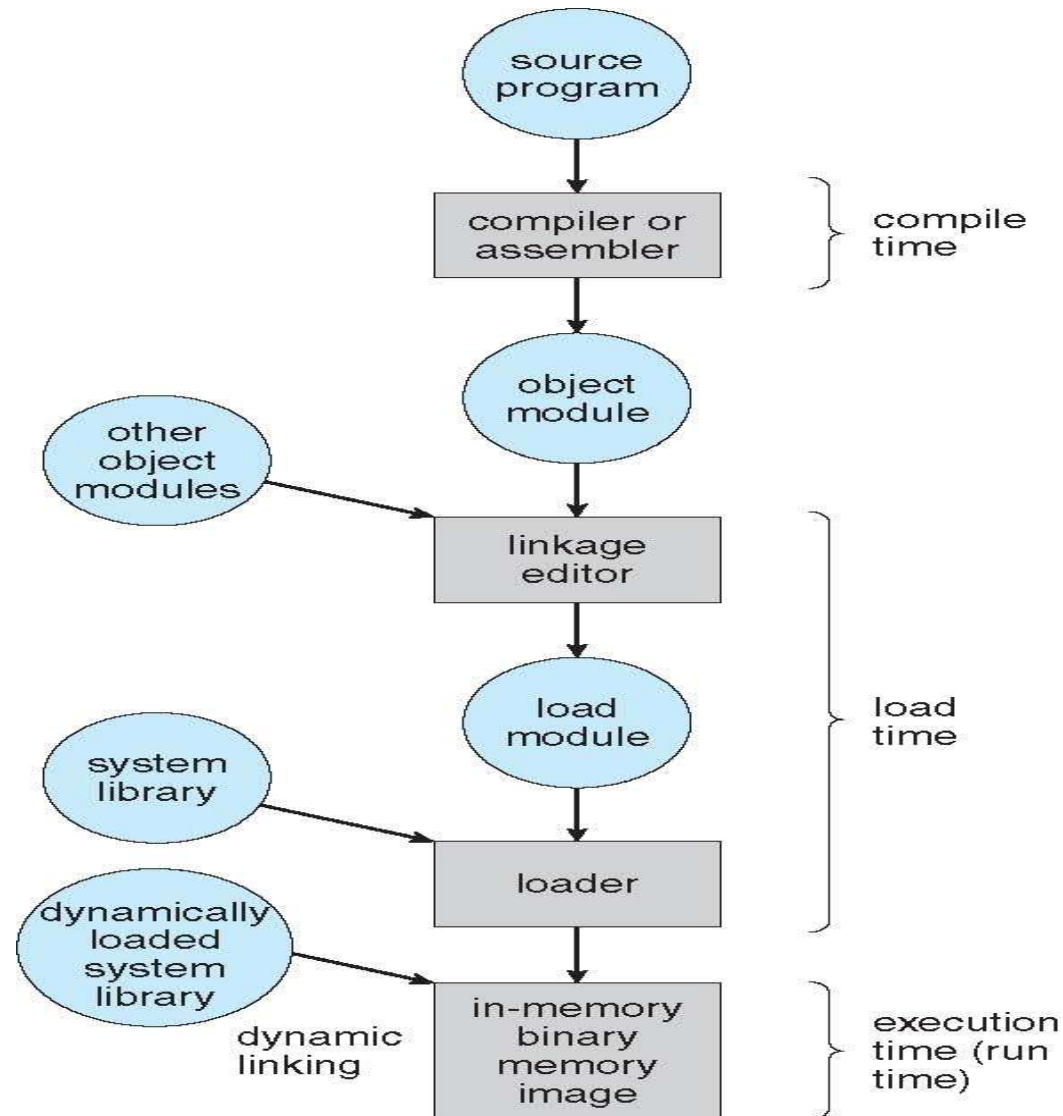 source
program
compiler or
assembler
compile
time
object
module
other
object
modules
linkage
editor
load
module
load
time
system
library
loader
dynamically
loaded
system
library
dynamic
linking
in-memory
binary
memory
image
execution
time (run
time)